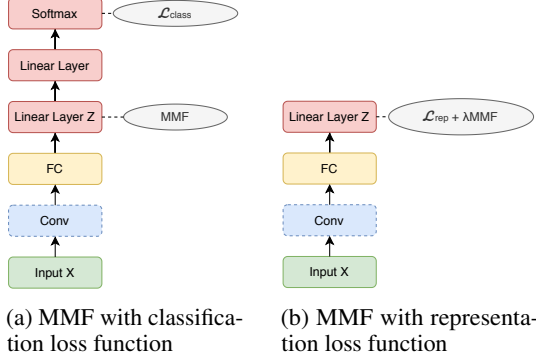 Softmax
ℒclass
Linear Layer
Linear Layer Z
MMF
FC
Conv
Input X
(a) MMF with classifica-
tion loss function
Linear Layer Z
ℒrep + λMMF
FC
Conv
Input X
(b) MMF with representa-
tion loss function